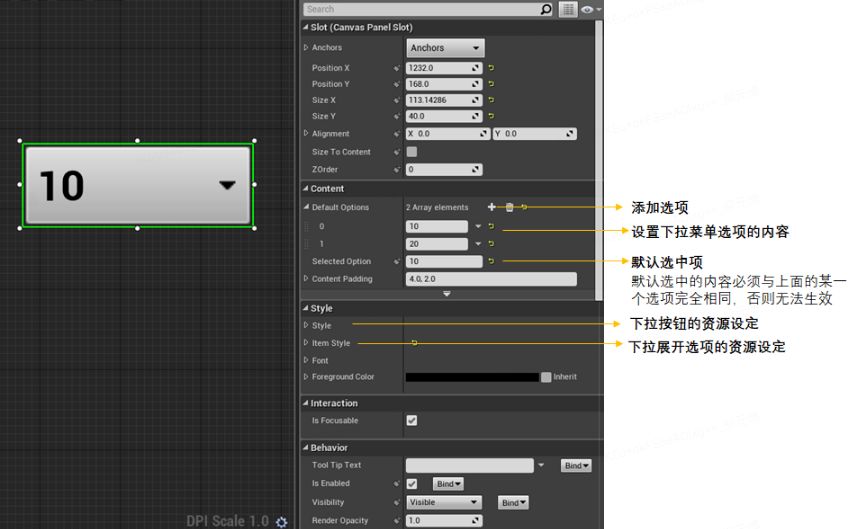 Search
Slot (Canvas Panel Slot)
Anchors Anchors
Position X 1232.0
Position Y 168.0
Size X 113.14286
Size Y 40.0
Alignment X 0.0 Y 0.0
Size To Content
ZOrder 0
10
Content
Default Options 2 Array elements
添加选项
0 10
设置下拉菜单选项的内容
1 20
Selected Option 10
默认选中项
默认选中的内容必须与上面的某一
个选项完全相同，否则无法生效
Content Padding 4.0, 2.0
Style
Style
下拉按钮的资源设定
Item Style
下拉展开选项的资源设定
Font
Foreground Color Inherit
Interaction
Is Focusable
Behavior
Tool Tip Text Bind
Is Enabled Bind
Visibility Visible Bind
Render Opacity 1.0
DPI Scale 1.0